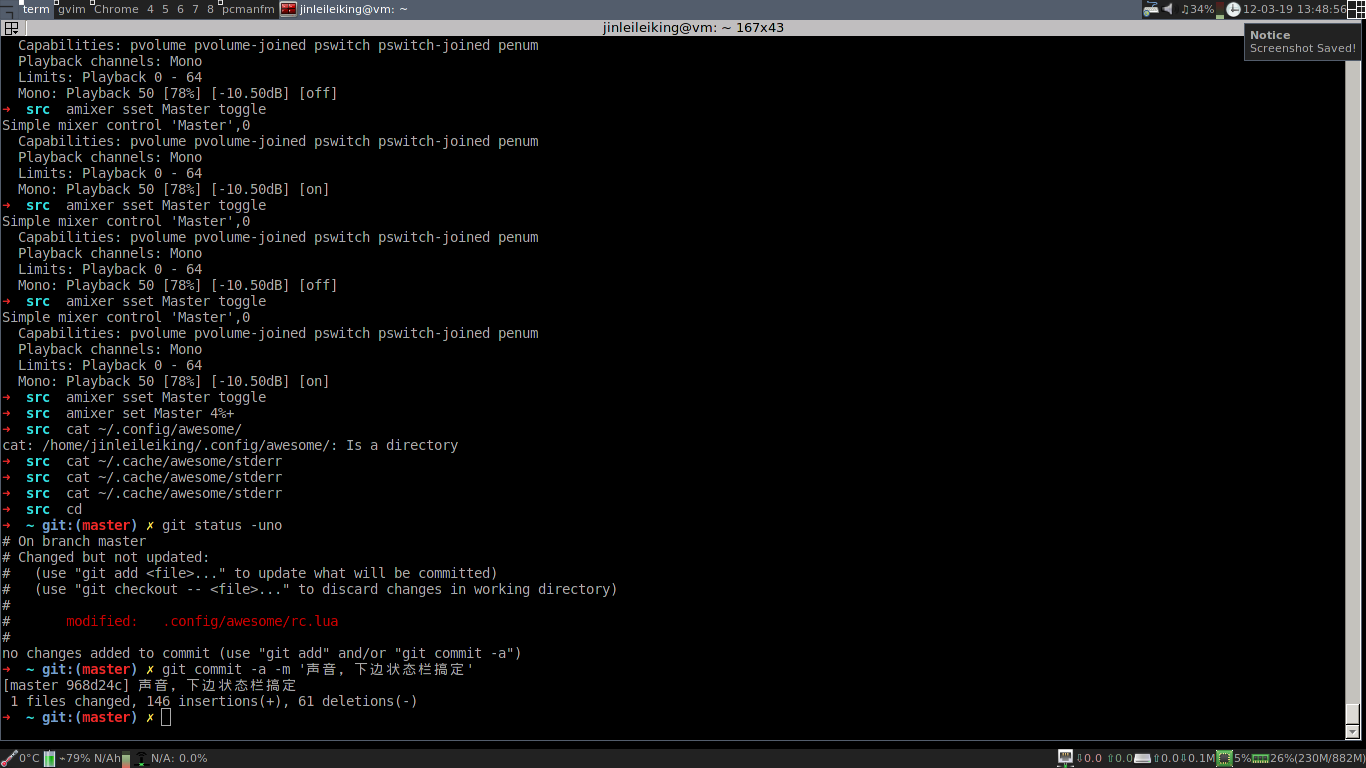 term gvim Chrome 4 5 6 7 8 pcmanfm jinleileiking@vm: ~ ♫34% 12-03-19 13:48:56
jinleileiking@vm: ~ 167x43
Notice
Screenshot Saved!
Capabilities: pvolume pvolume-joined pswitch pswitch-joined penum
Playback channels: Mono
Limits: Playback 0 - 64
Mono: Playback 50 [78%] [-10.50dB] [off]
➜ src amixer sset Master toggle
Simple mixer control 'Master',0
Capabilities: pvolume pvolume-joined pswitch pswitch-joined penum
Playback channels: Mono
Limits: Playback 0 - 64
Mono: Playback 50 [78%] [-10.50dB] [on]
➜ src amixer sset Master toggle
Simple mixer control 'Master',0
Capabilities: pvolume pvolume-joined pswitch pswitch-joined penum
Playback channels: Mono
Limits: Playback 0 - 64
Mono: Playback 50 [78%] [-10.50dB] [off]
➜ src amixer sset Master toggle
Simple mixer control 'Master',0
Capabilities: pvolume pvolume-joined pswitch pswitch-joined penum
Playback channels: Mono
Limits: Playback 0 - 64
Mono: Playback 50 [78%] [-10.50dB] [on]
➜ src amixer sset Master toggle
➜ src amixer set Master 4%+
➜ src cat ~/.config/awesome/
cat: /home/jinleileiking/.config/awesome/: Is a directory
➜ src cat ~/.cache/awesome/stderr
➜ src cat ~/.cache/awesome/stderr
➜ src cat ~/.cache/awesome/stderr
➜ src cd
➜ ~ git:(master) ✗ git status -uno
# On branch master
# Changed but not updated:
#   (use "git add <file>..." to update what will be committed)
#   (use "git checkout -- <file>..." to discard changes in working directory)
#
#       modified:   .config/awesome/rc.lua
#
no changes added to commit (use "git add" and/or "git commit -a")
➜ ~ git:(master) ✗ git commit -a -m '声音，下边状态栏搞定'
[master 968d24c] 声音，下边状态栏搞定
1 files changed, 146 insertions(+), 61 deletions(-)
➜ ~ git:(master) ✗
0°C ⌁79% N/Ah N/A: 0.0% ⇩0.0 ⇧0.0 ⇧0.0⇩0.1M 5% 26%(230M/882M)